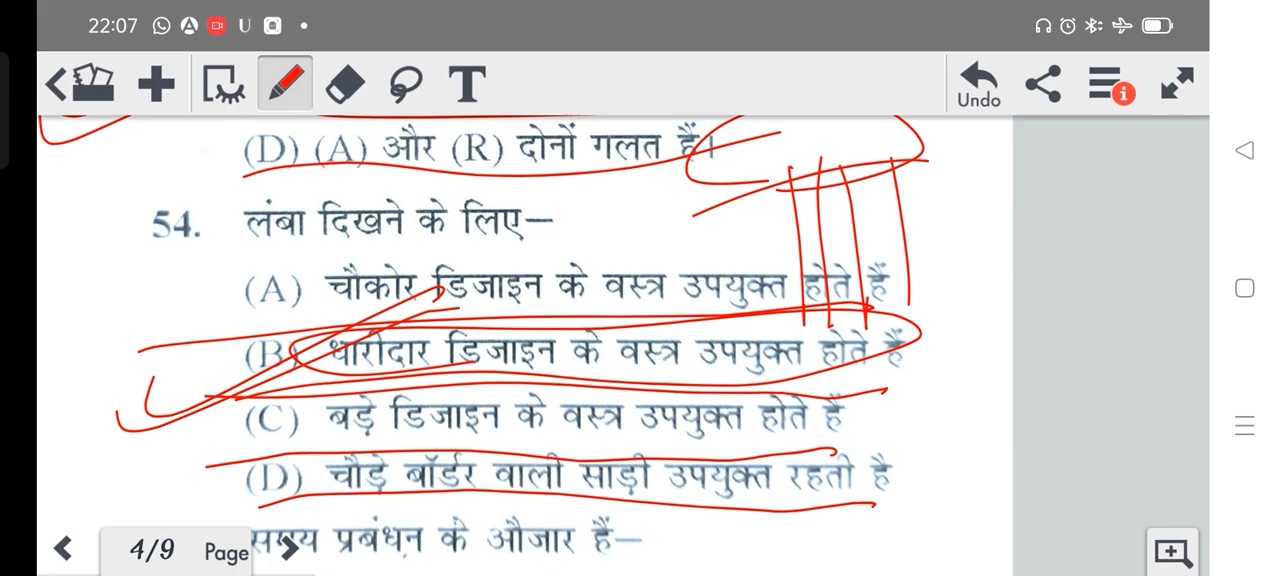 22:07
Undo
(D) (A) और (R) दोनों गलत हैं।
54. लंबा दिखने के लिए–
(A) चौकोर डिजाइन के वस्त्र उपयुक्त होते हैं
(B) धारीदार डिजाइन के वस्त्र उपयुक्त होते हैं
(C) बड़े डिजाइन के वस्त्र उपयुक्त होते हैं
(D) चौड़े बॉर्डर वाली साड़ी उपयुक्त रहती है
समय प्रबंधन के औजार हैं—
4/9 Page